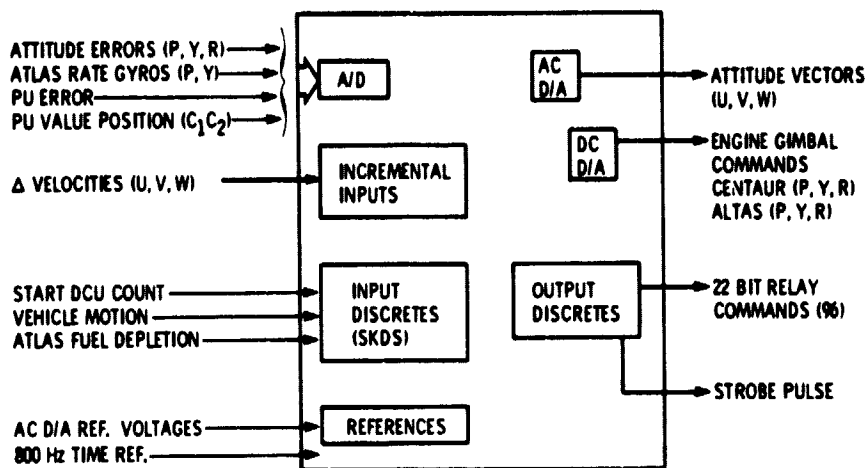 ATTITUDE ERRORS (P, Y, R)
ATLAS RATE GYROS (P, Y)
PU ERROR
PU VALUE POSITION (C1C2)
A/D
AC
D/A
ATTITUDE VECTORS
(U, V, W)
DC
D/A
ENGINE GIMBAL
COMMANDS
CENTAUR (P, Y, R)
ALTAS (P, Y, R)
Δ VELOCITIES (U, V, W)
INCREMENTAL
INPUTS
START DCU COUNT
VEHICLE MOTION
ATLAS FUEL DEPLETION
INPUT
DISCRETES
(SKDS)
OUTPUT
DISCRETES
22 BIT RELAY
COMMANDS (96)
STROBE PULSE
AC D/A REF. VOLTAGES
800 Hz TIME REF.
REFERENCES